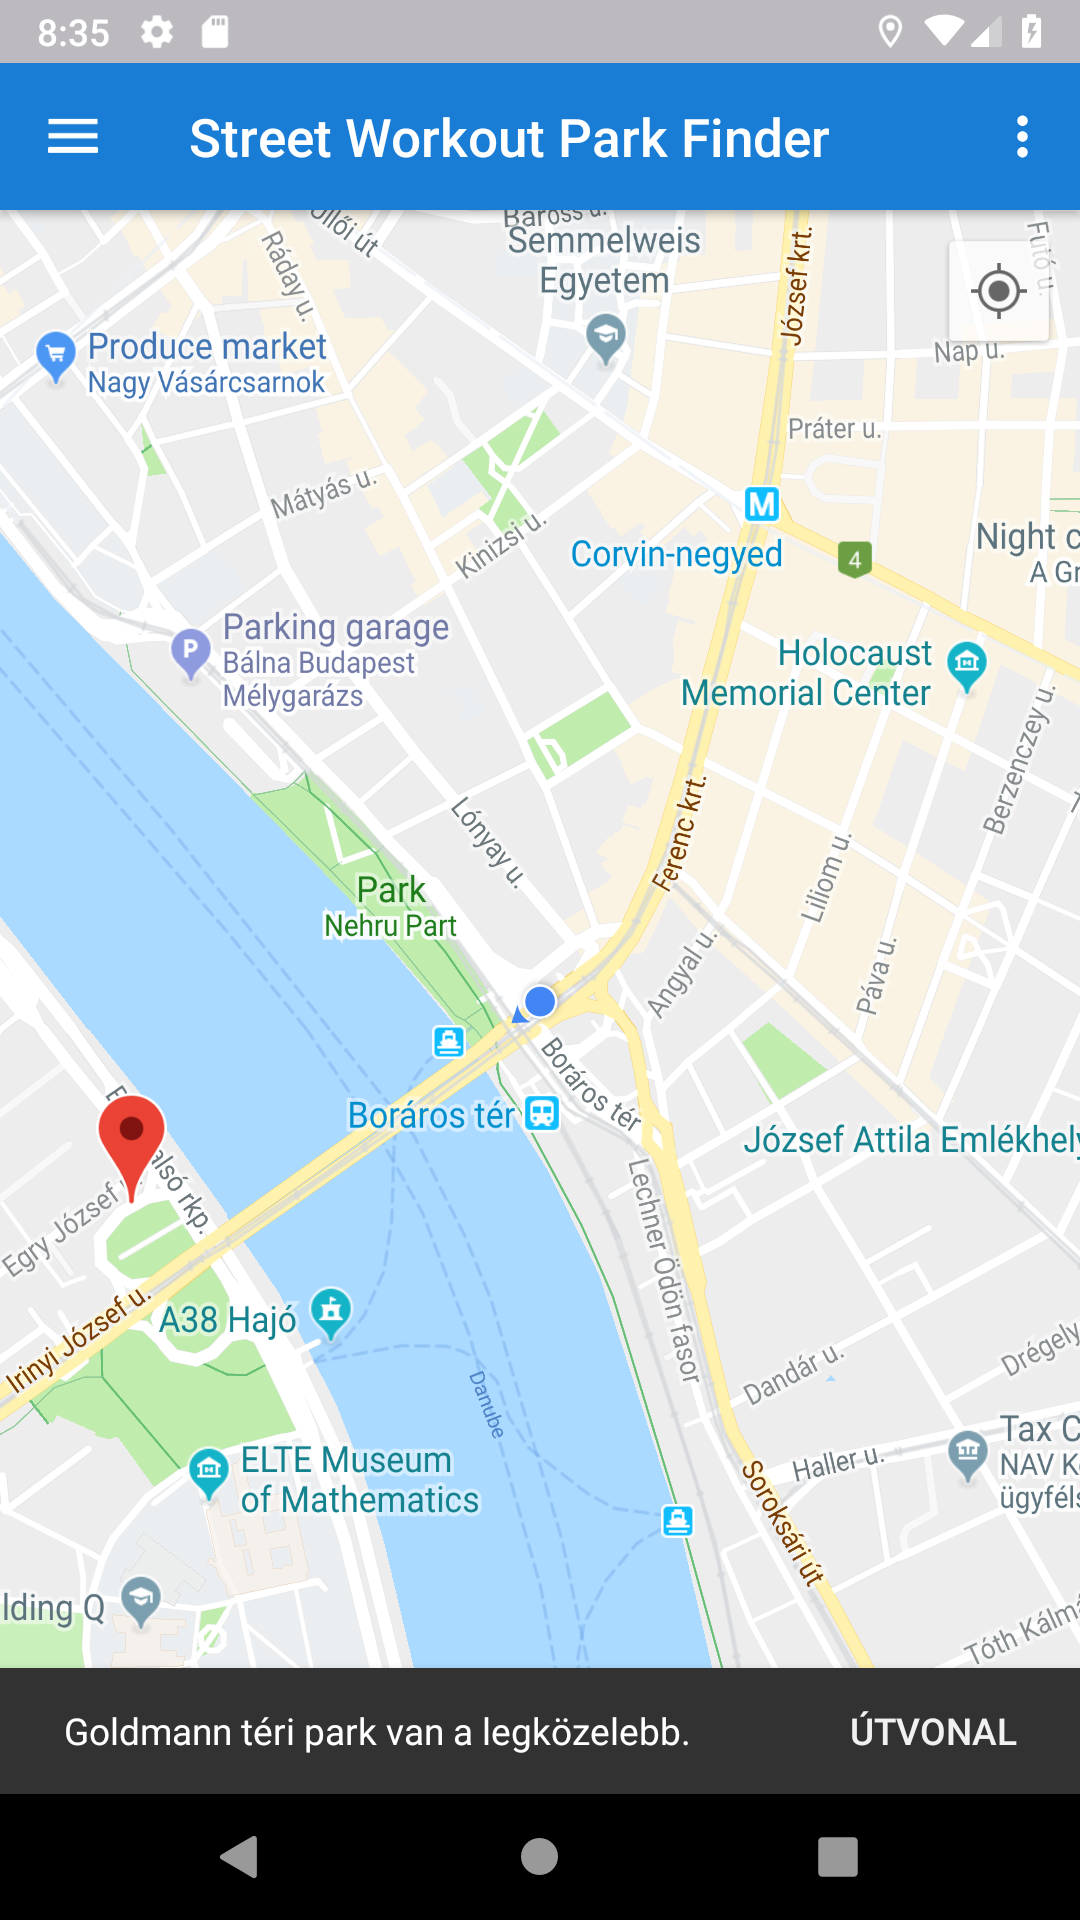 8:35
Street Workout Park Finder
Üllői út
Baross u.
Semmelweis
Egyetem
József krt.
Futó u.
Ráday u.
Produce market
Nagy Vásárcsarnok
Nap u.
Práter u.
Mátyás u.
Kinizsi u.
M
Corvin-negyed
4
Night c
A Gr
Parking garage
Bálna Budapest
Mélygarázs
P
Holocaust
Memorial Center
Berzenczey u.
Lónyay u.
Ferenc krt.
Liliom u.
Park
Nehru Part
Angyal u.
Páva u.
Boráros tér
Boráros tér
József Attila Emlékhely
alsó rkp.
Egry József
Lechner Ödön fasor
A38 Hajó
Irinyi József u.
Danube
Dandár u.
Drégely
ELTE Museum
of Mathematics
Haller u.
Tax C
NAV K
ügyféls
Soroksári út
lding Q
Tóth Kálmá
Goldmann téri park van a legközelebb.
ÚTVONAL